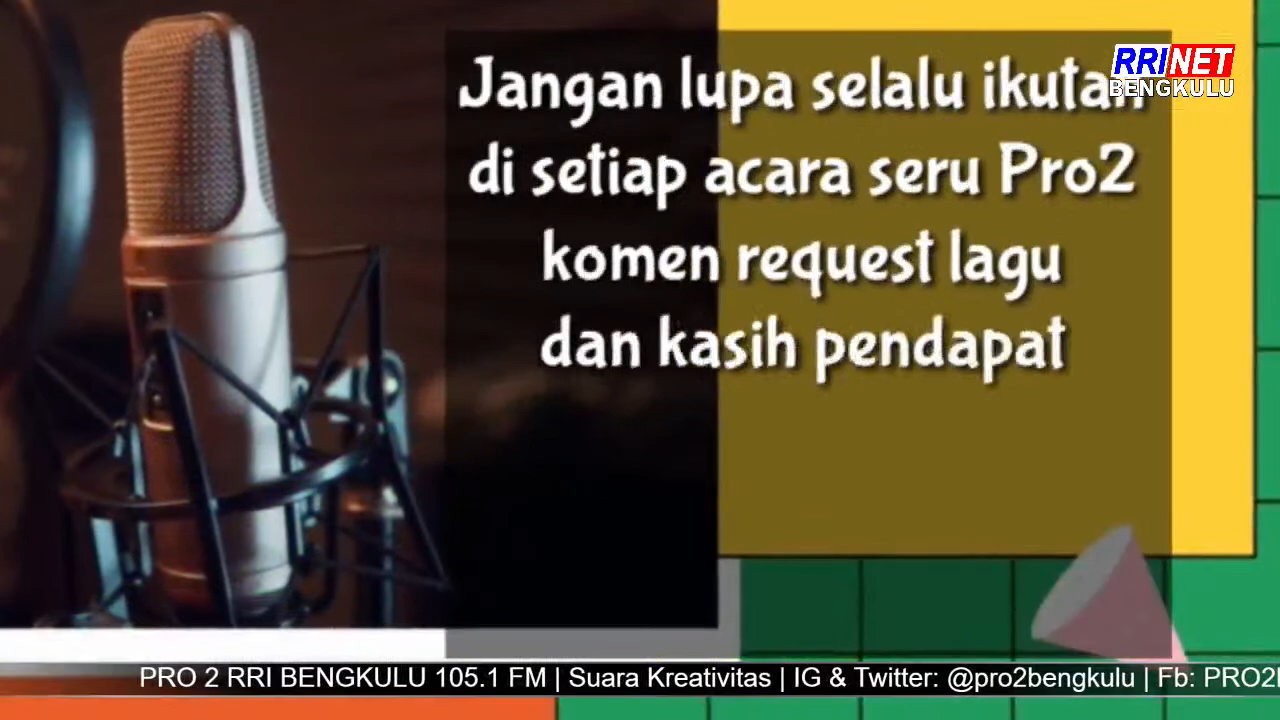 RRINET
BENGKULU
Jangan lupa selalu ikutan
di setiap acara seru Pro2
komen request lagu
dan kasih pendapat
PRO 2 RRI BENGKULU 105.1 FM | Suara Kreativitas | IG & Twitter: @pro2bengkulu | Fb: